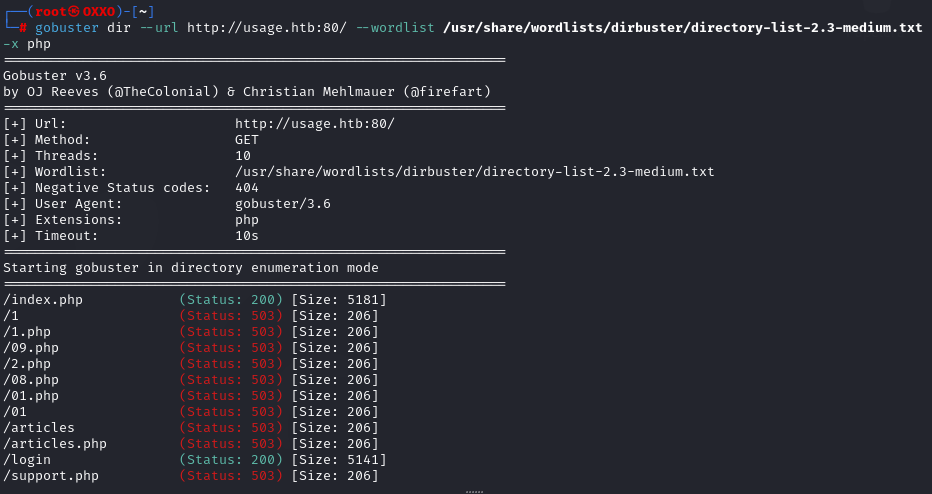 ┌──(root㉿OXXO)-[~]
└─# gobuster dir --url http://usage.htb:80/ --wordlist /usr/share/wordlists/dirbuster/directory-list-2.3-medium.txt
-x php
===============================================================
Gobuster v3.6
by OJ Reeves (@TheColonial) & Christian Mehlmauer (@firefart)
===============================================================
[+] Url:                     http://usage.htb:80/
[+] Method:                  GET
[+] Threads:                 10
[+] Wordlist:                /usr/share/wordlists/dirbuster/directory-list-2.3-medium.txt
[+] Negative Status codes:   404
[+] User Agent:              gobuster/3.6
[+] Extensions:              php
[+] Timeout:                 10s
===============================================================
Starting gobuster in directory enumeration mode
===============================================================
/index.php            (Status: 200) [Size: 5181]
/1                    (Status: 503) [Size: 206]
/1.php                (Status: 503) [Size: 206]
/09.php               (Status: 503) [Size: 206]
/2.php                (Status: 503) [Size: 206]
/08.php               (Status: 503) [Size: 206]
/01.php               (Status: 503) [Size: 206]
/01                   (Status: 503) [Size: 206]
/articles             (Status: 503) [Size: 206]
/articles.php         (Status: 503) [Size: 206]
/login                (Status: 200) [Size: 5141]
/support.php          (Status: 503) [Size: 206]